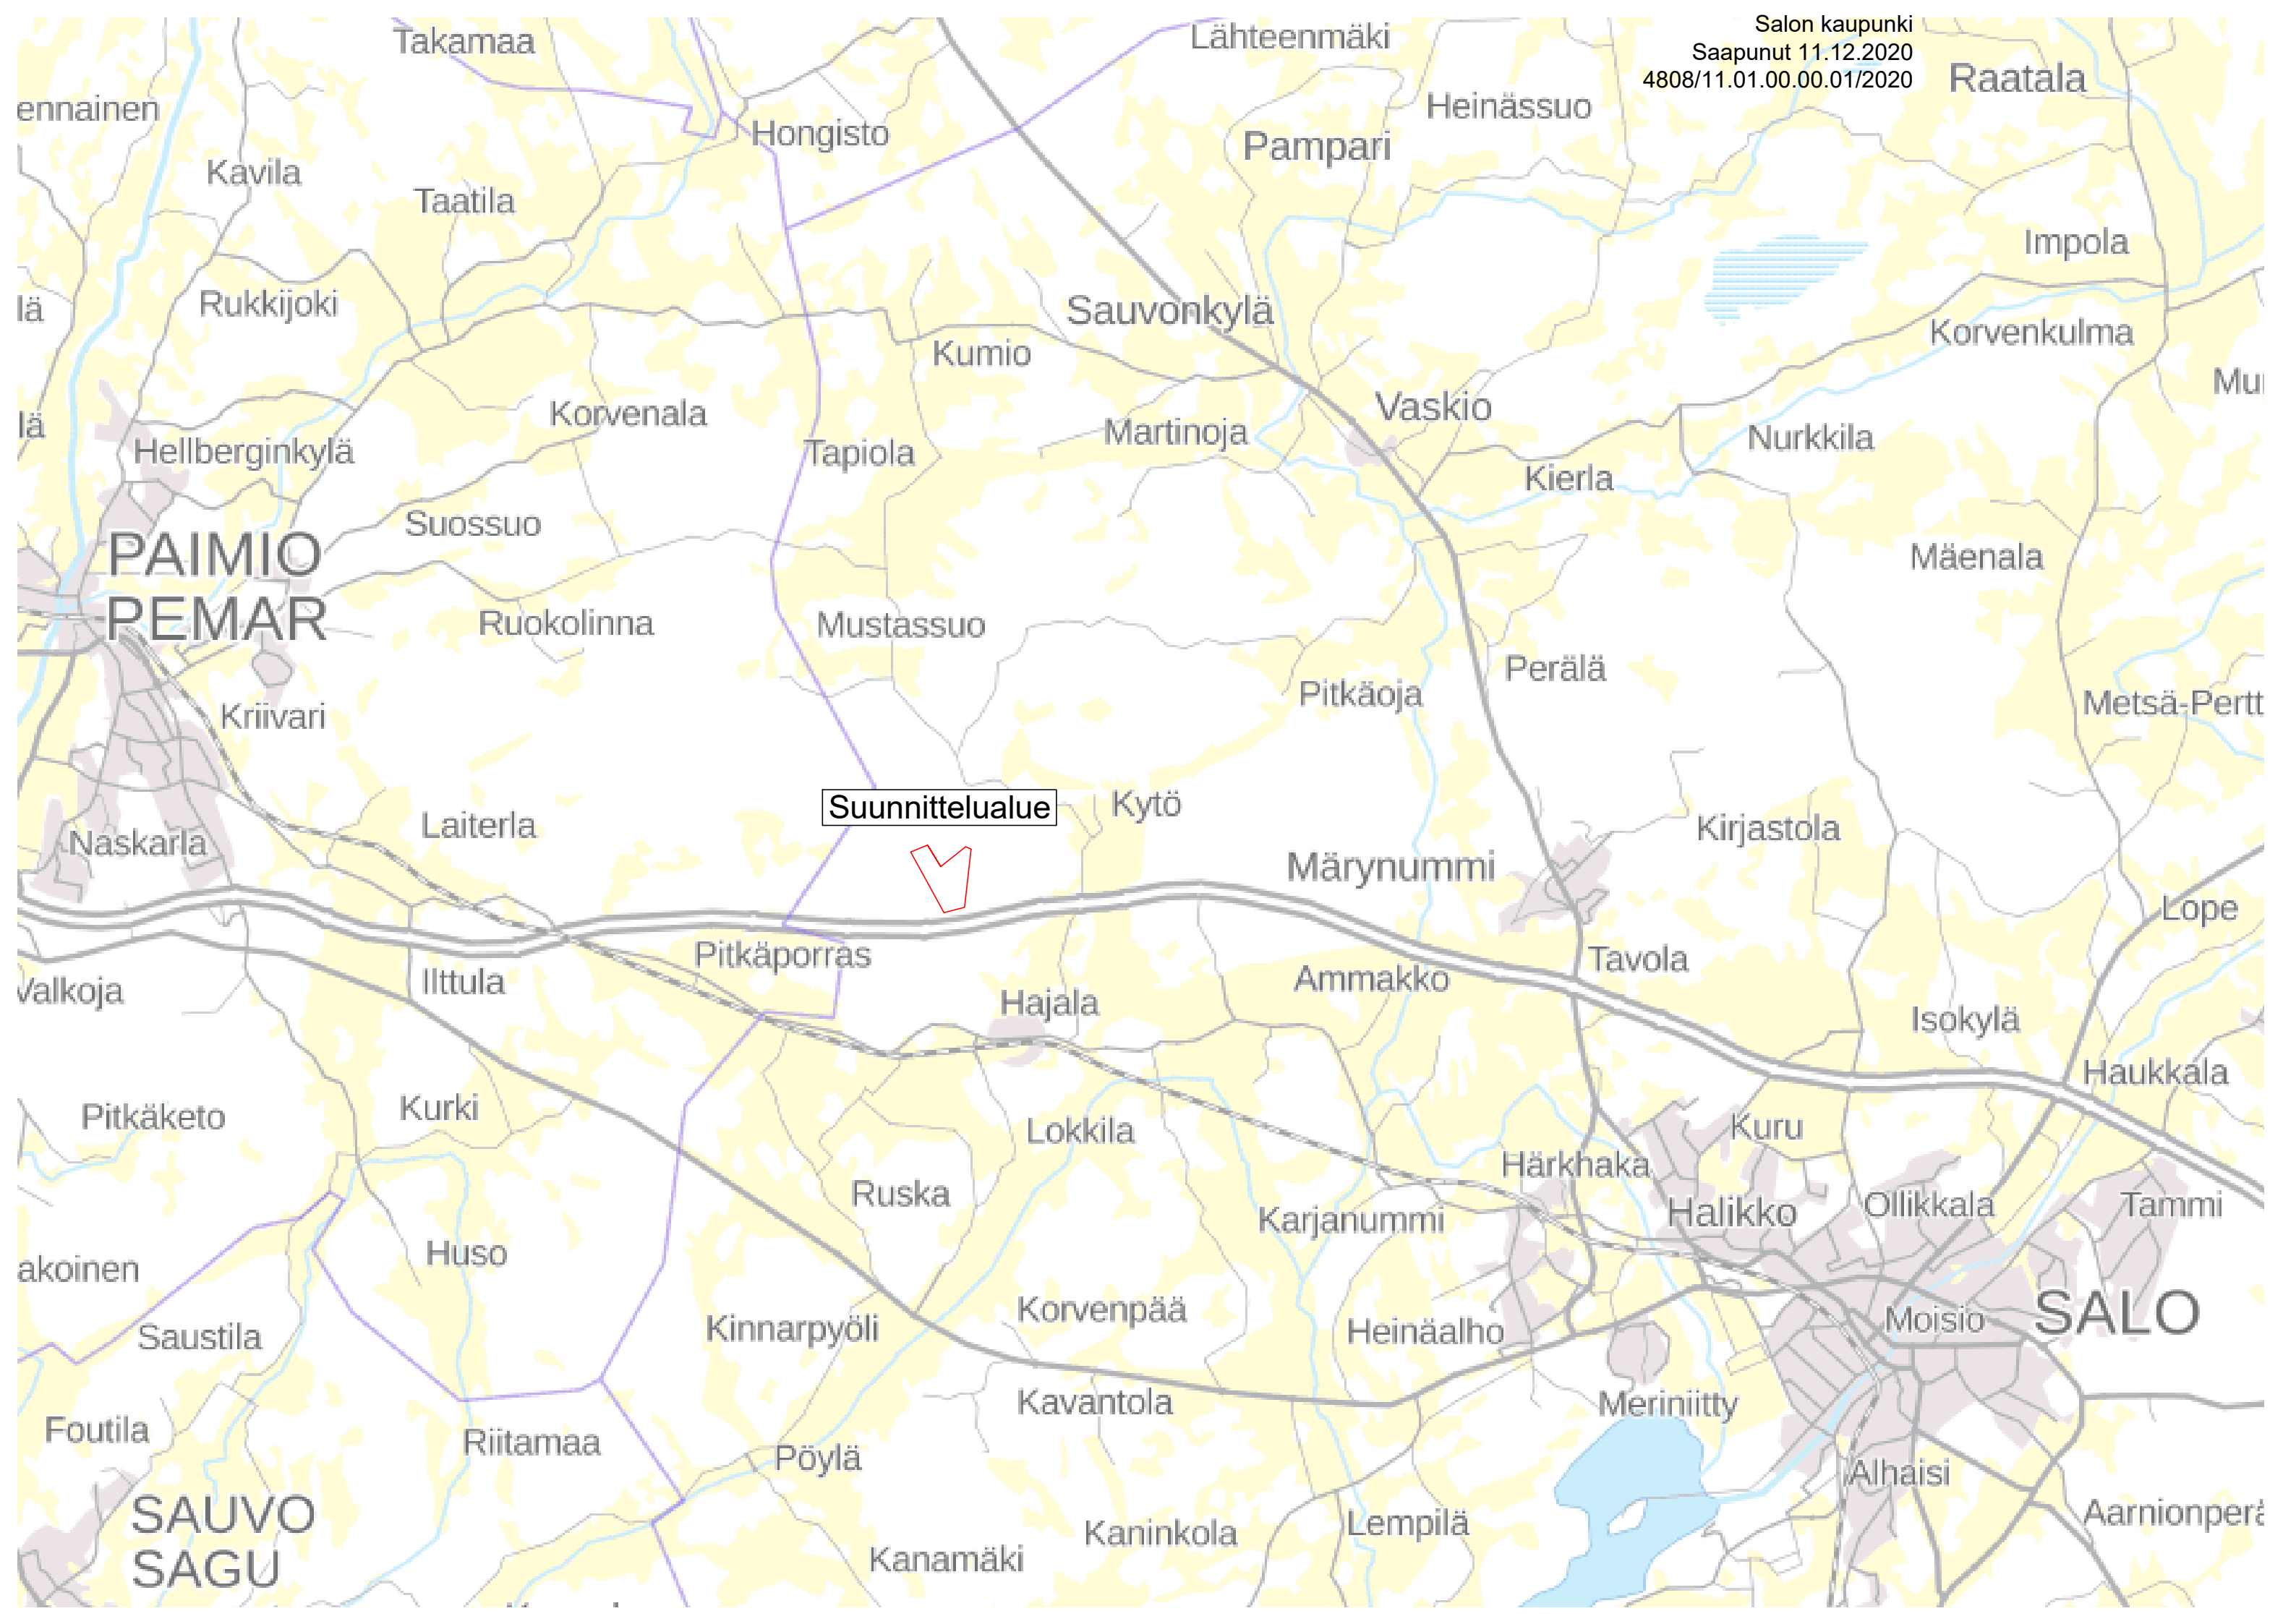 Salon kaupunki
Saapunut 11.12.2020
4808/11.01.00.00.01/2020
Takamaa
Lähteenmäki
Raatala
ennainen
Hongisto
Heinässuo
Pampari
Kavila
Taatila
Impola
lä
Rukkijoki
Sauvonkylä
Korvenkulma
Kumio
Mur
lä
Korvenala
Vaskio
Hellberginkylä
Tapiola
Martinoja
Nurkkila
Kierla
Suossuo
PAIMIO
PEMAR
Mäenala
Ruokolinna
Mustassuo
Perälä
Pitkäoja
Metsä-Pertt
Kriivari
Suunnittelualue
Kytö
Laiterla
Kirjastola
Naskarla
Märynummi
Lope
Pitkäporras
Tavola
Valkoja
Ilttula
Ammakko
Hajala
Isokylä
Haukkala
Pitkäketo
Kurki
Lokkila
Kuru
Härkhaka
Ruska
Karjanummi
Halikko
Ollikkala
Tammi
akoinen
Huso
Korvenpää
Kinnarpyöli
Heinäalho
Moisio
SALO
Saustila
Kavantola
Meriniitty
Foutila
Riitamaa
Pöylä
Alhaisi
SAUVO
SAGU
Kaninkola
Lempilä
Aarnionperä
Kanamäki